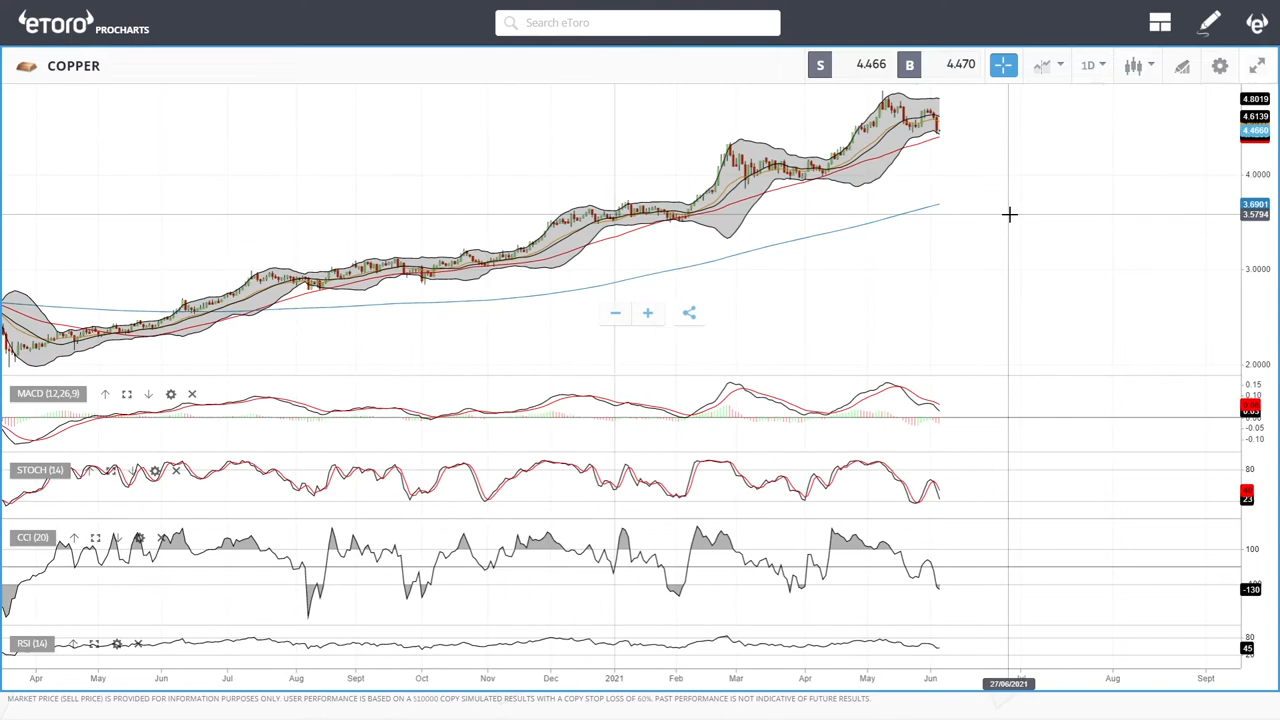 eTORO PROCHARTS
Search eToro
COPPER
S 4.466 B 4.470
1D
4.8019
4.6139
4.4660
4.0000
3.6901
3.5794
3.0000
2.0000
MACD (12,26,9)
0.15
0.10
-0.05
-0.10
STOCH (14)
80
23
CCI (20)
100
-130
RSI (14)
80
45
Apr May Jun Jul Aug Sept Oct Nov Dec 2021 Feb Mar Apr May Jun Jul Aug Sept
27/06/2021
MARKET PRICE (SELL PRICE) IS PROVIDED FOR INFORMATION PURPOSES ONLY. USER PERFORMANCE IS BASED ON A $10000 COPY SIMULATED RESULTS WITH A COPY STOP LOSS OF 60%. PAST PERFORMANCE IS NOT INDICATIVE OF FUTURE RESULTS.